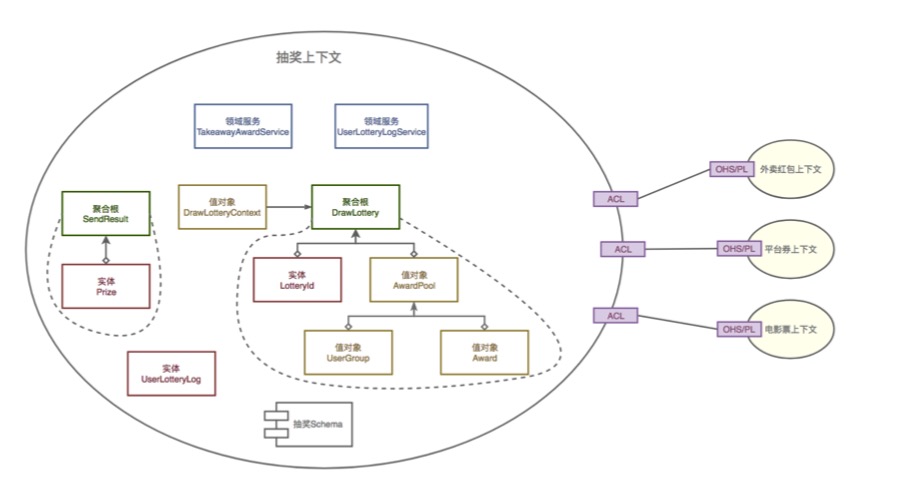 抽奖上下文
领域服务
TakeawayAwardService
领域服务
UserLotteryLogService
聚合根
SendResult
值对象
DrawLotteryContext
聚合根
DrawLottery
实体
Prize
实体
LotteryId
值对象
AwardPool
值对象
UserGroup
值对象
Award
实体
UserLotteryLog
抽奖Schema
ACL
OHS/PL
外卖红包上下文
ACL
OHS/PL
平台券上下文
ACL
OHS/PL
电影票上下文